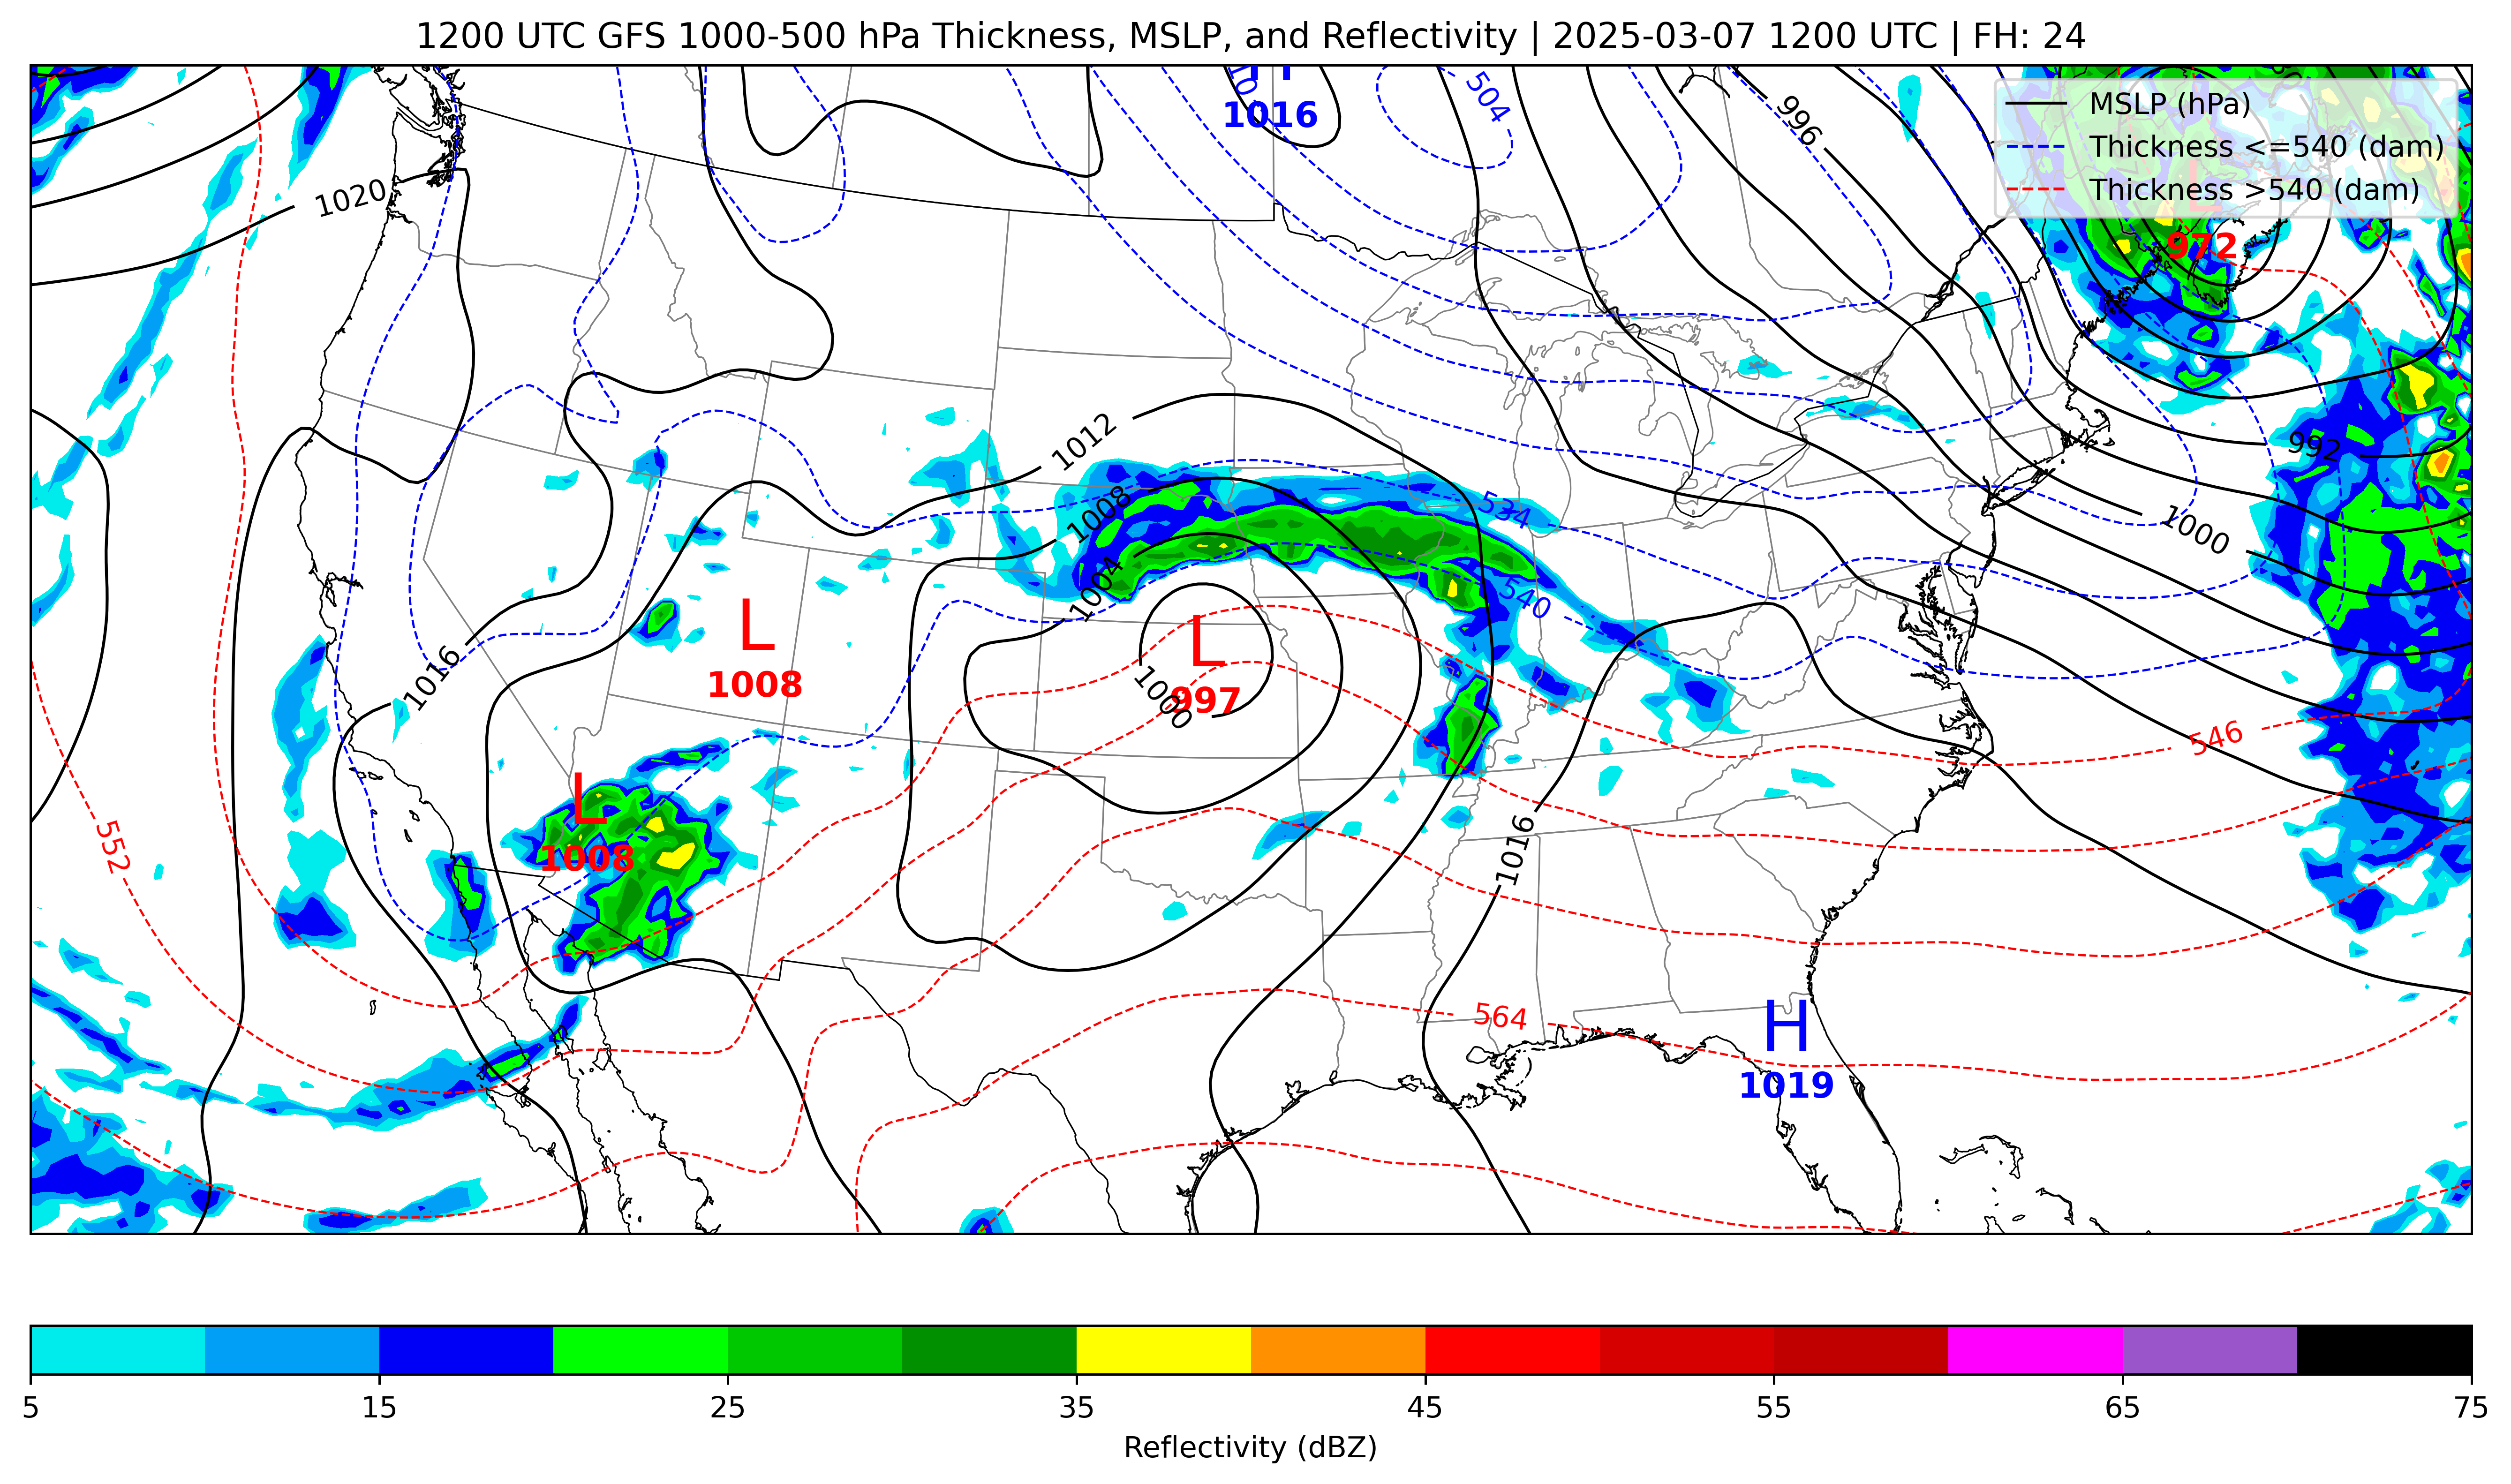 1200 UTC GFS 1000-500 hPa Thickness, MSLP, and Reflectivity | 2025-03-07 1200 UTC | FH: 24
MSLP (hPa)
Thickness <=540 (dam)
Thickness >540 (dam)
1016
504
996
972
1020
1012
992
1008
534
1000
1004
540
L
1008
L
997
1000
1016
546
L
1008
552
1016
564
H
1019
5 15 25 35 45 55 65 75
Reflectivity (dBZ)